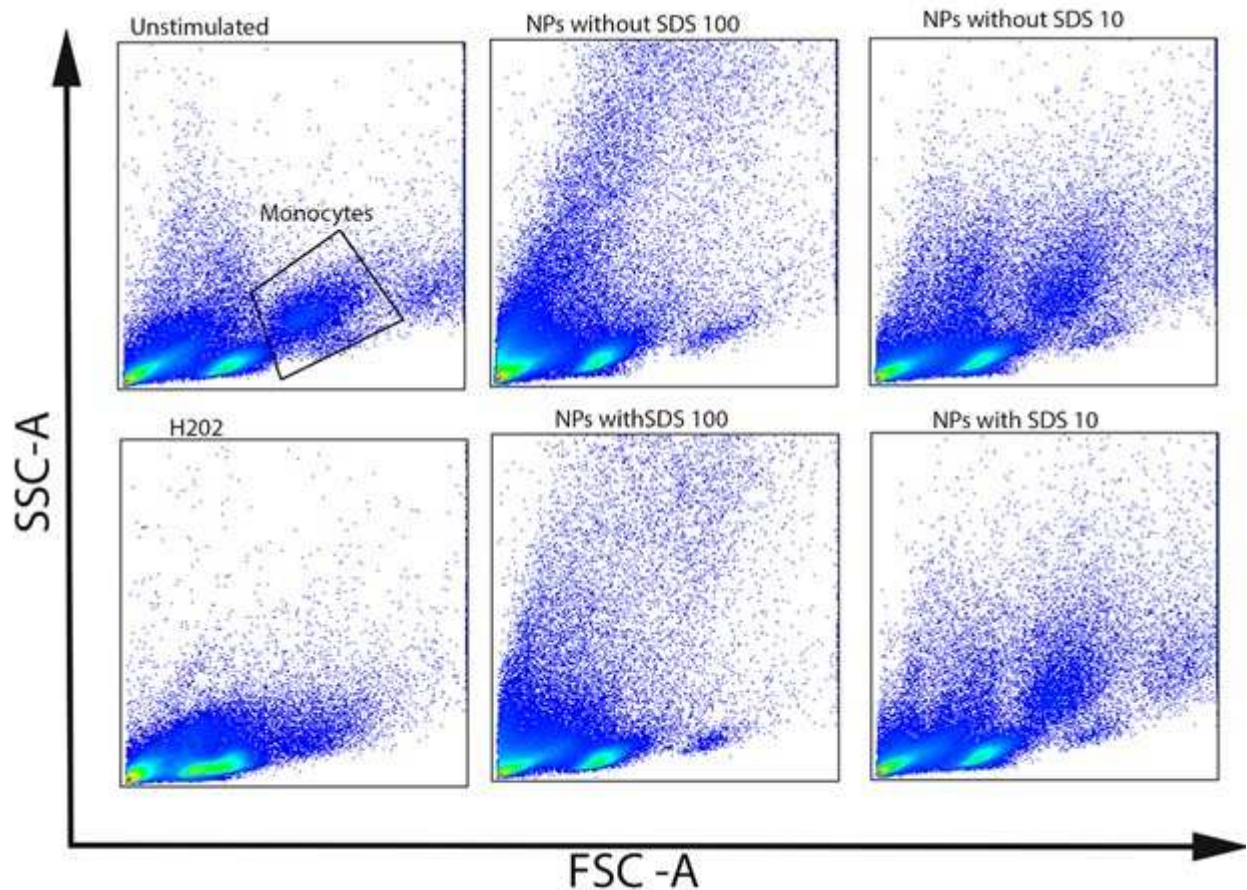 Unstimulated
NPs without SDS 100
NPs without SDS 10
Monocytes
H202
NPs withSDS 100
NPs with SDS 10
SSC-A
FSC -A